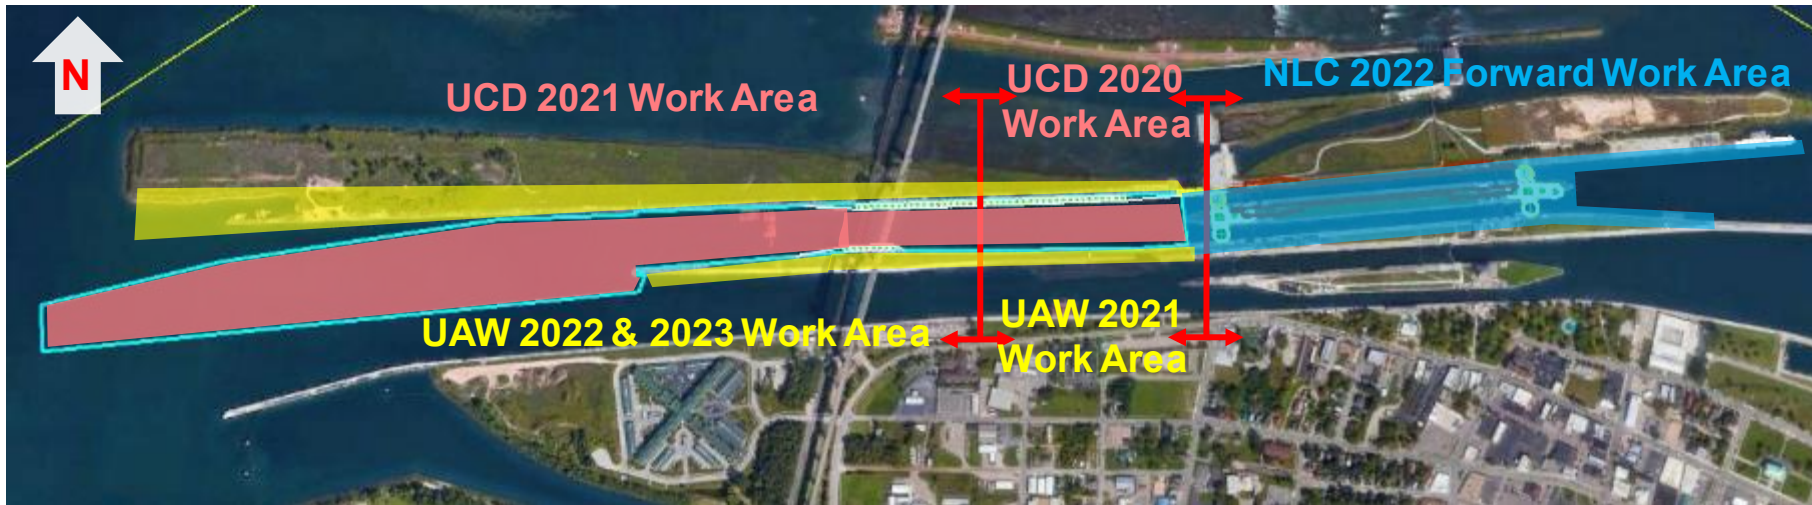 N
UCD 2021 Work Area
UCD 2020
Work Area
NLC 2022 Forward Work Area
UAW 2022 & 2023 Work Area
UAW 2021
Work Area